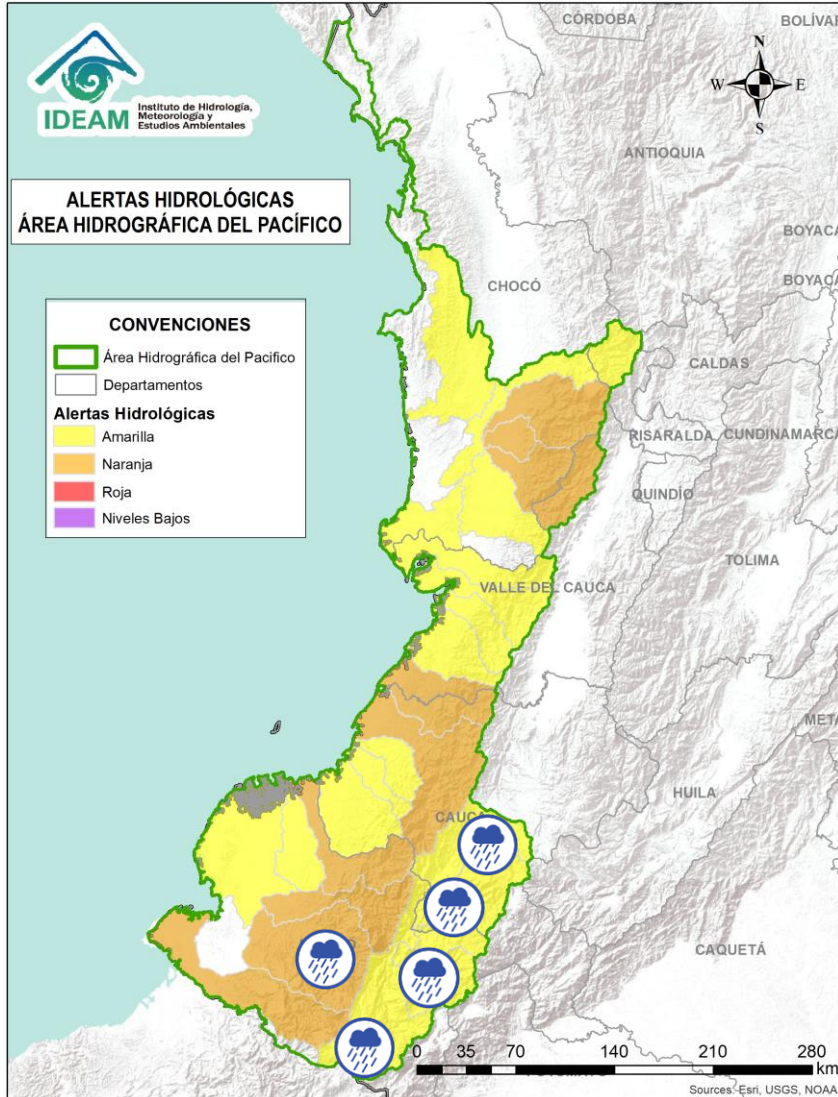 CÓRDOBA
BOLÍVAR
IDEAM
Instituto de Hidrología,
Meteorología y
Estudios Ambientales
N
W
E
S
ANTIOQUIA
ALERTAS HIDROLÓGICAS
ÁREA HIDROGRÁFICA DEL PACÍFICO
BOYACÁ
CHOCÓ
BOYACÁ
CONVENCIONES
Área Hidrográfica del Pacifico
Departamentos
Alertas Hidrológicas
Amarilla
Naranja
Roja
Niveles Bajos
CALDAS
RISARALDA
CUNDINAMARCA
QUINDÍO
TOLIMA
VALLE DEL CAUCA
META
HUILA
CAUCA
CAQUETÁ
0 35 70 140 210 280
km
Sources: Esri, USGS, NOAA